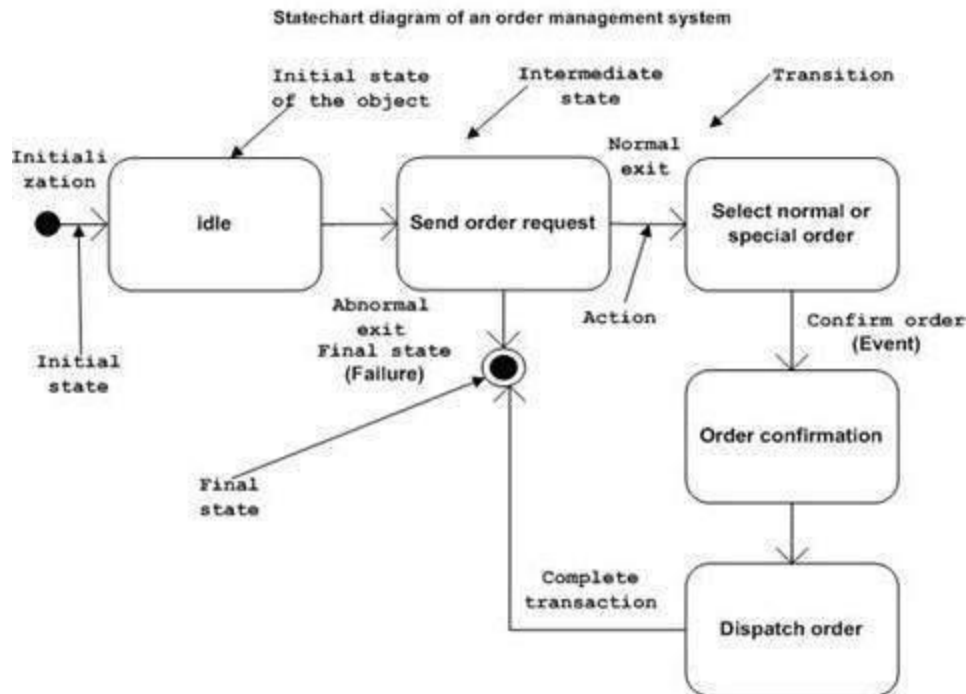 Statechart diagram of an order management system
Initial state
of the object
Intermediate
state
Transition
Initiali
zation
Normal
exit
idle
Send order request
Select normal or
special order
Initial
state
Abnormal
exit
Final state
(Failure)
Action
Confirm order
(Event)
Order confirmation
Final
state
Complete
transaction
Dispatch order